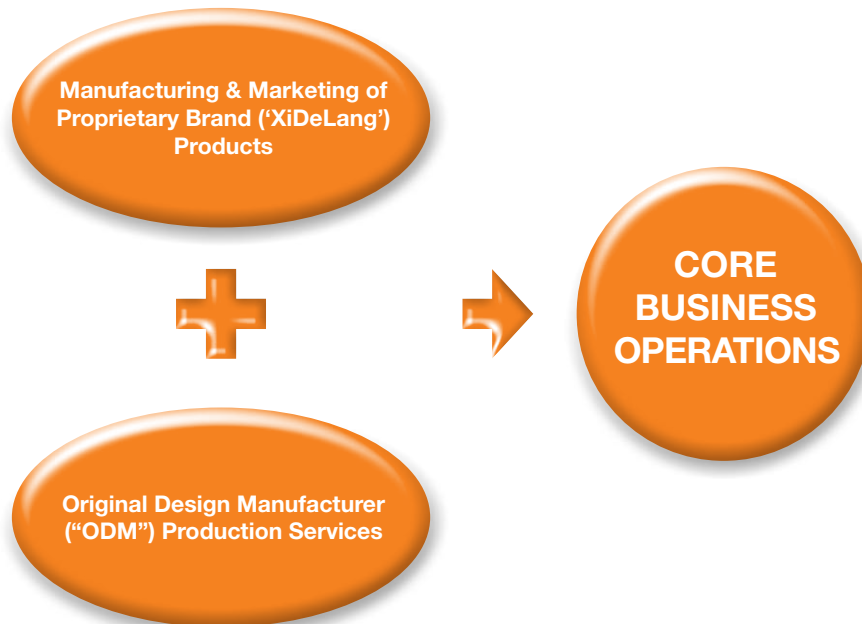 Manufacturing & Marketing of
Proprietary Brand (‘XiDeLang’)
Products
CORE
BUSINESS
OPERATIONS
Original Design Manufacturer
(“ODM”) Production Services